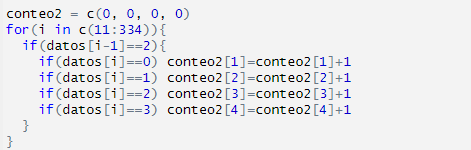 conteo2 = c(0, 0, 0, 0)
for(i in c(11:334)){
  if(datos[i-1]==2){
    if(datos[i]==0) conteo2[1]=conteo2[1]+1
    if(datos[i]==1) conteo2[2]=conteo2[2]+1
    if(datos[i]==2) conteo2[3]=conteo2[3]+1
    if(datos[i]==3) conteo2[4]=conteo2[4]+1
  }
}